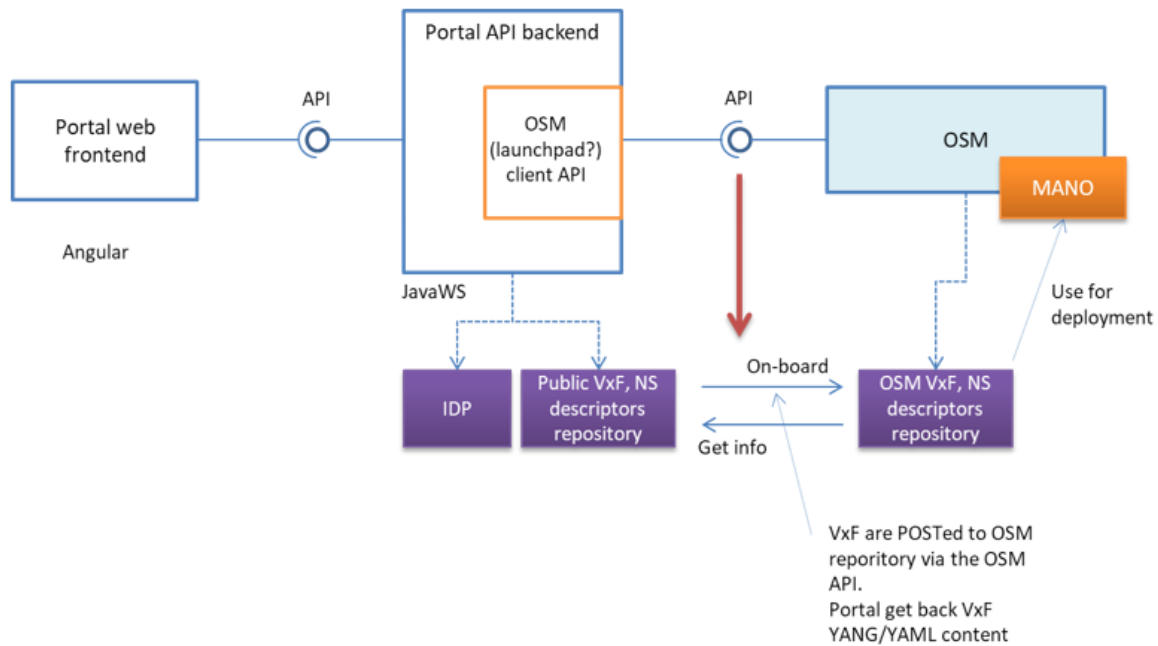 Portal API backend
API
API
Portal web
frontend
OSM
(launchpad?)
client API
OSM
MANO
Angular
JavaWS
Use for
deployment
On-board
IDP
Public VxF, NS
descriptors
repository
OSM VxF, NS
descriptors
repository
Get info
VxF are POSTed to OSM
reporitory via the OSM
API.
Portal get back VxF
YANG/YAML content